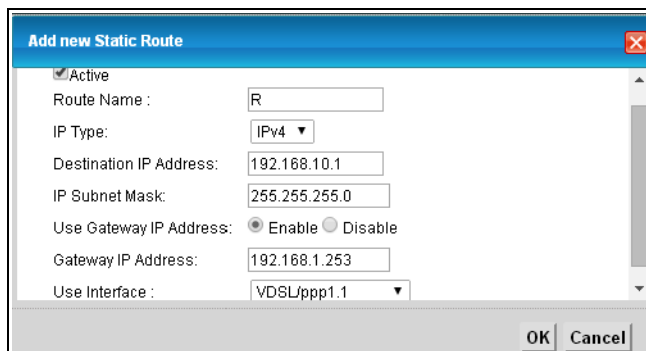 Add new Static Route
Active
Route Name : R
IP Type: IPv4
Destination IP Address: 192.168.10.1
IP Subnet Mask: 255.255.255.0
Use Gateway IP Address: Enable Disable
Gateway IP Address: 192.168.1.253
Use Interface : VDSL/ppp1.1
OK Cancel